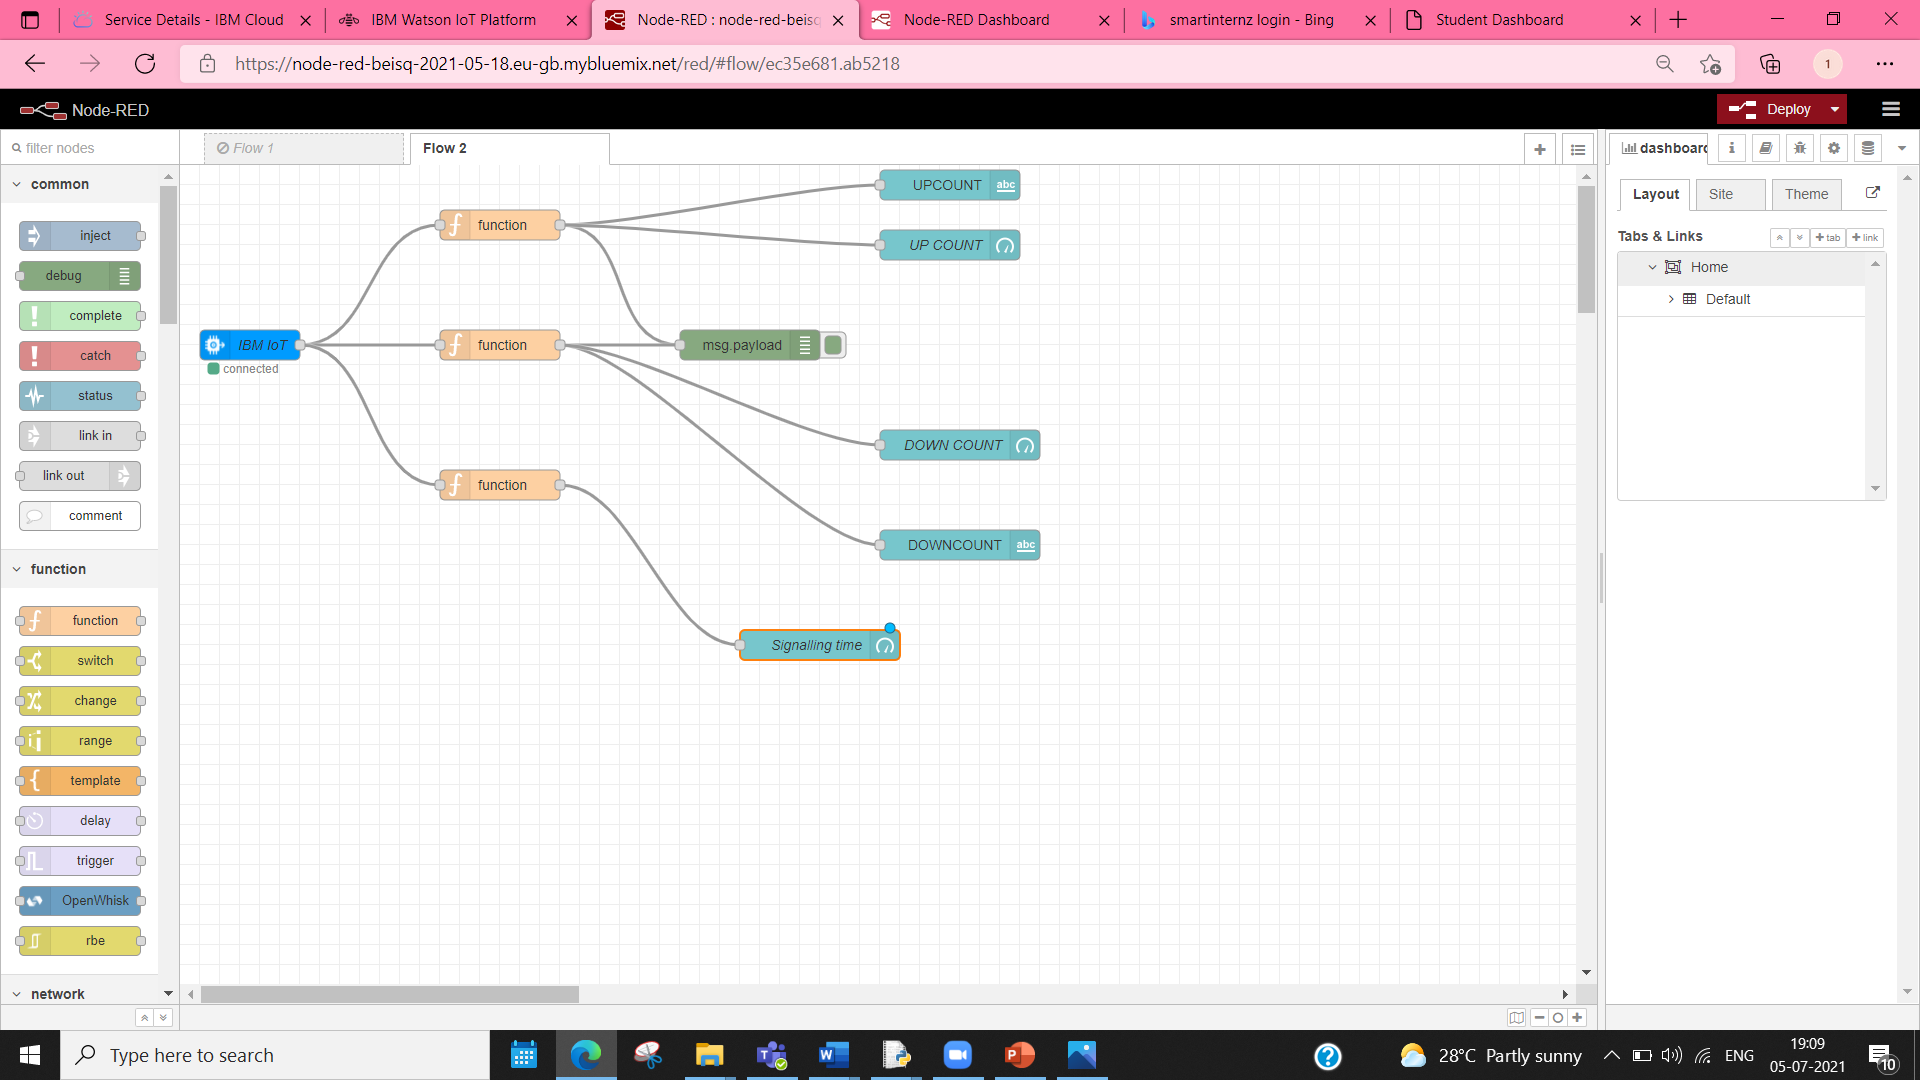 Service Details - IBM Cloud
IBM Watson IoT Platform
Node-RED : node-red-beisq
Node-RED Dashboard
smartinternz login - Bing
Student Dashboard
https://node-red-beisq-2021-05-18.eu-gb.mybluemix.net/red/#flow/ec35e681.ab5218
1
Node-RED
Deploy
filter nodes
Flow 1
Flow 2
dashboard
common
inject
debug
complete
catch
status
link in
link out
comment
function
function
switch
change
range
template
delay
trigger
OpenWhisk
rbe
network
IBM IoT
connected
function
function
function
UPCOUNT abc
UP COUNT
msg.payload
DOWN COUNT
DOWNCOUNT abc
Signalling time
Layout
Site
Theme
Tabs & Links
+ tab
+ link
Home
Default
Type here to search
28°C Partly sunny
ENG
19:09
05-07-2021
10